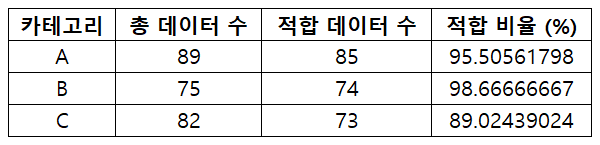 카테고리 총 데이터 수 적합 데이터 수 적합 비율 (%)
A 89 85 95.50561798
B 75 74 98.66666667
C 82 73 89.02439024